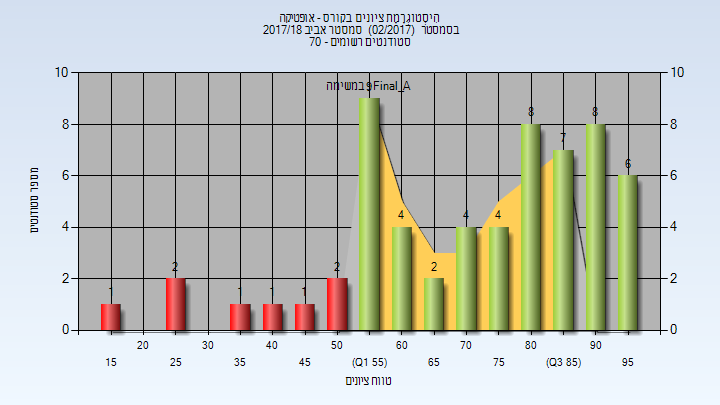 היסטוגרמת ציונים בקורס - אופטיקה
בסמסטר (02/2017) סמסטר אביב 2017/18
סטודנטים רשומים - 70
במשימה Final_A
מספר סטודנטים
10 8 6 4 2 0
10 8 6 4 2 0
1 2 1 1 1 2 9 4 2 4 4 8 7 8 6
20 30 40 50 60 70 80 90
15 25 35 45 (Q1 55) 65 75 (Q3 85) 95
טווח ציונים